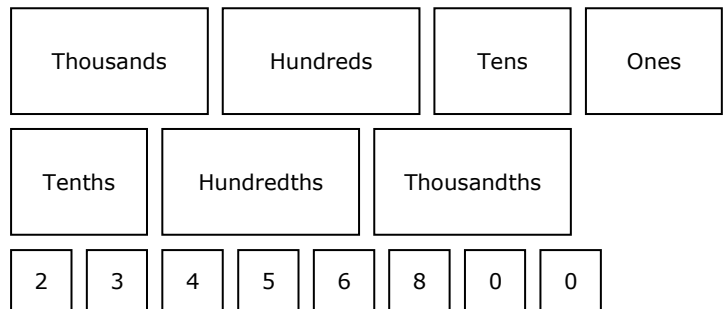 Thousands Hundreds Tens Ones
Tenths Hundredths Thousandths
2 3 4 5 6 8 0 0